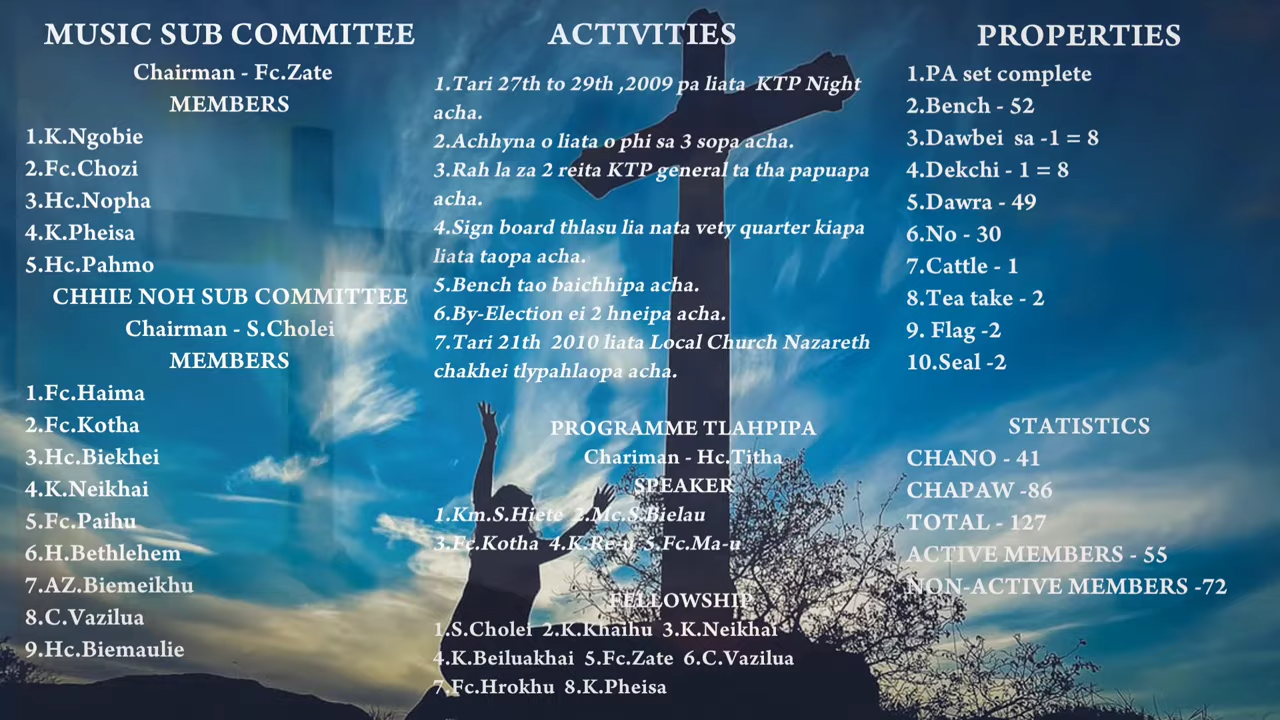 MUSIC SUB COMMITEE
Chairman - Fc.Zate
MEMBERS
1.K.Ngobie
2.Fc.Chozi
3.Hc.Nopha
4.K.Pheisa
5.Hc.Pahmo
CHHIE NOH SUB COMMITTEE
Chairman - S.Cholei
MEMBERS
1.Fc.Haima
2.Fc.Kotha
3.Hc.Biekhei
4.K.Neikhai
5.Fc.Paihu
6.H.Bethlehem
7.AZ.Biemeikhu
8.C.Vazilua
9.Hc.Biemaulie
ACTIVITIES
1.Tari 27th to 29th ,2009 pa liata KTP Night
acha.
2.Achhyna o liata o phi sa 3 sopa acha.
3.Rah la za 2 reita KTP general ta tha papuapa
acha.
4.Sign board thlasu lia nata vety quarter kiapa
liata taopa acha.
5.Bench tao baichhipa acha.
6.By-Election ei 2 hneipa acha.
7.Tari 21th 2010 liata Local Church Nazareth
chakhei tlypahlaopa acha.
PROGRAMME TLAHPIPA
Chariman - Hc.Titha
SPEAKER
1.Km.S.Hiete 2.Mc.S.Bielau
3.Fc.Kotha 4.K.Re-u 5.Fc.Ma-u
FELLOWSHIP
1.S.Cholei 2.K.Khaihu 3.K.Neikhai
4.K.Beiluakhai 5.Fc.Zate 6.C.Vazilua
7.Fc.Hrokhu 8.K.Pheisa
PROPERTIES
1.PA set complete
2.Bench - 52
3.Dawbei sa -1 = 8
4.Dekchi - 1 = 8
5.Dawra - 49
6.No - 30
7.Cattle - 1
8.Tea take - 2
9. Flag -2
10.Seal -2
STATISTICS
CHANO - 41
CHAPAW -86
TOTAL - 127
ACTIVE MEMBERS - 55
NON-ACTIVE MEMBERS -72